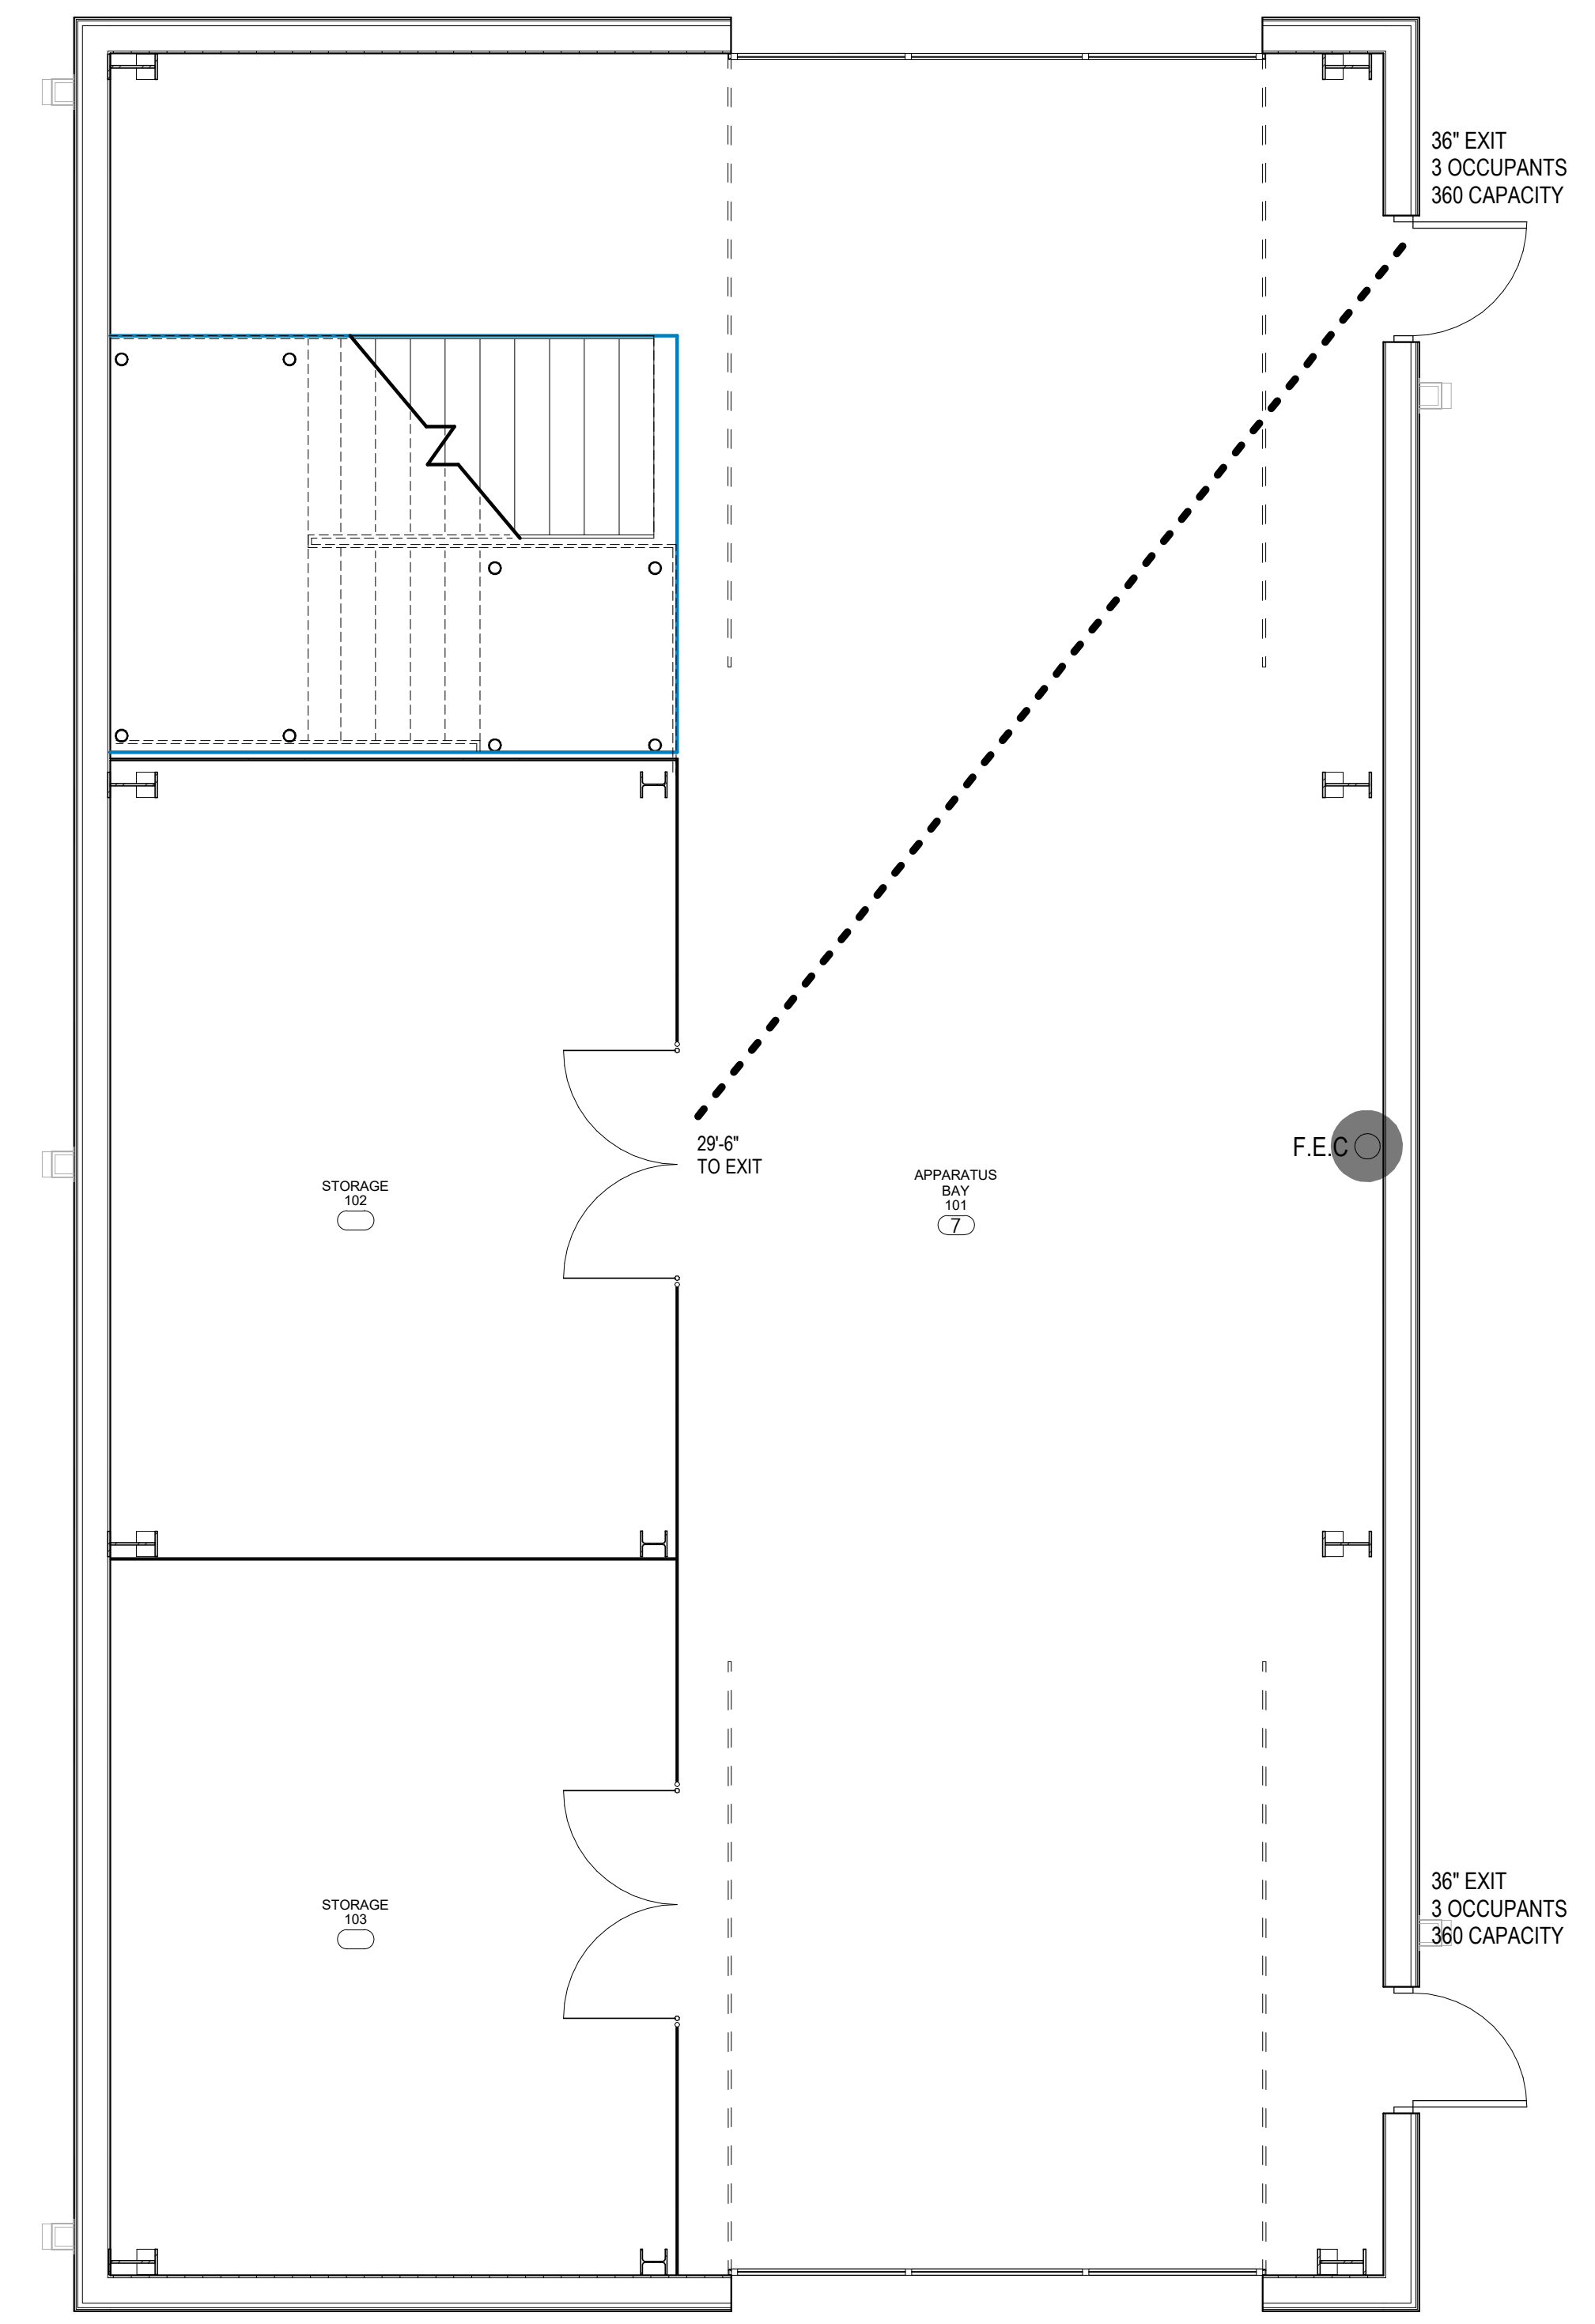 36" EXIT
3 OCCUPANTS
360 CAPACITY
29'-6"
TO EXIT
F.E.C
STORAGE
102
APPARATUS
BAY
101
7
STORAGE
103
36" EXIT
3 OCCUPANTS
360 CAPACITY